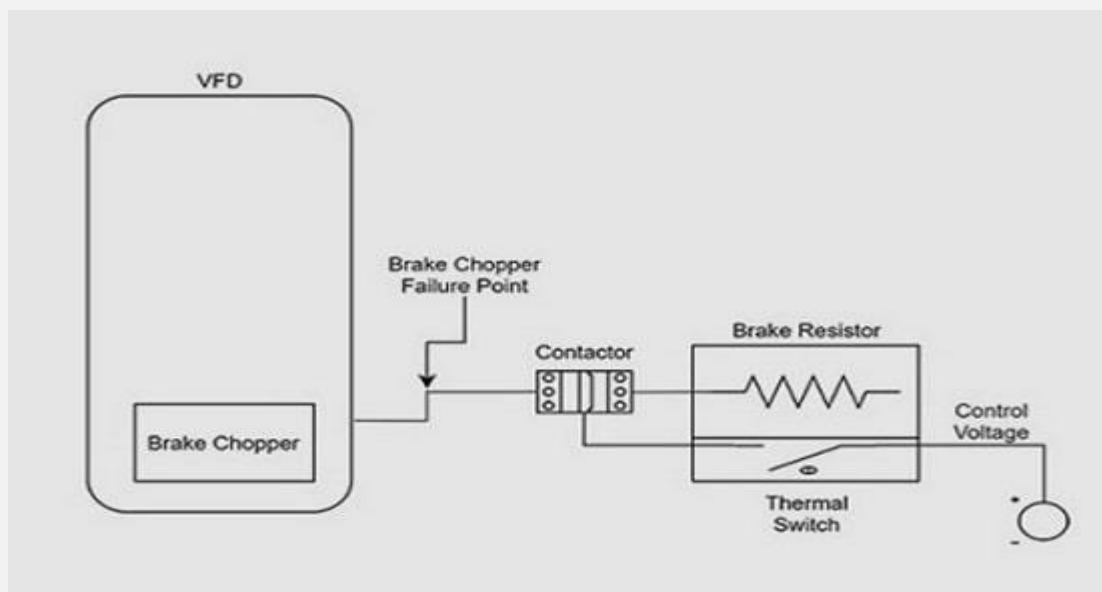 VFD
Brake Chopper
Failure Point
Contactor
Brake Resistor
Control
Voltage
Brake Chopper
Thermal
Switch
+
-